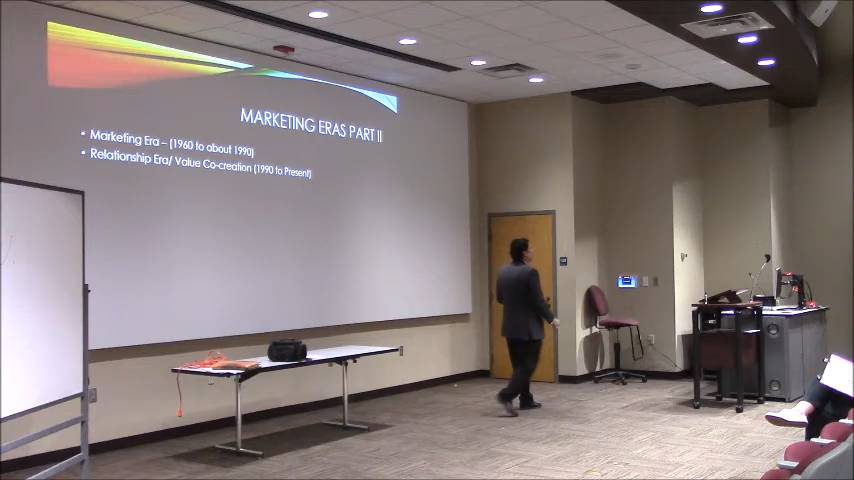 MARKETING ERAS PART II
• Marketing Era – (1960 to about 1990)
• Relationship Era/ Value Co-creation (1990 to Present)